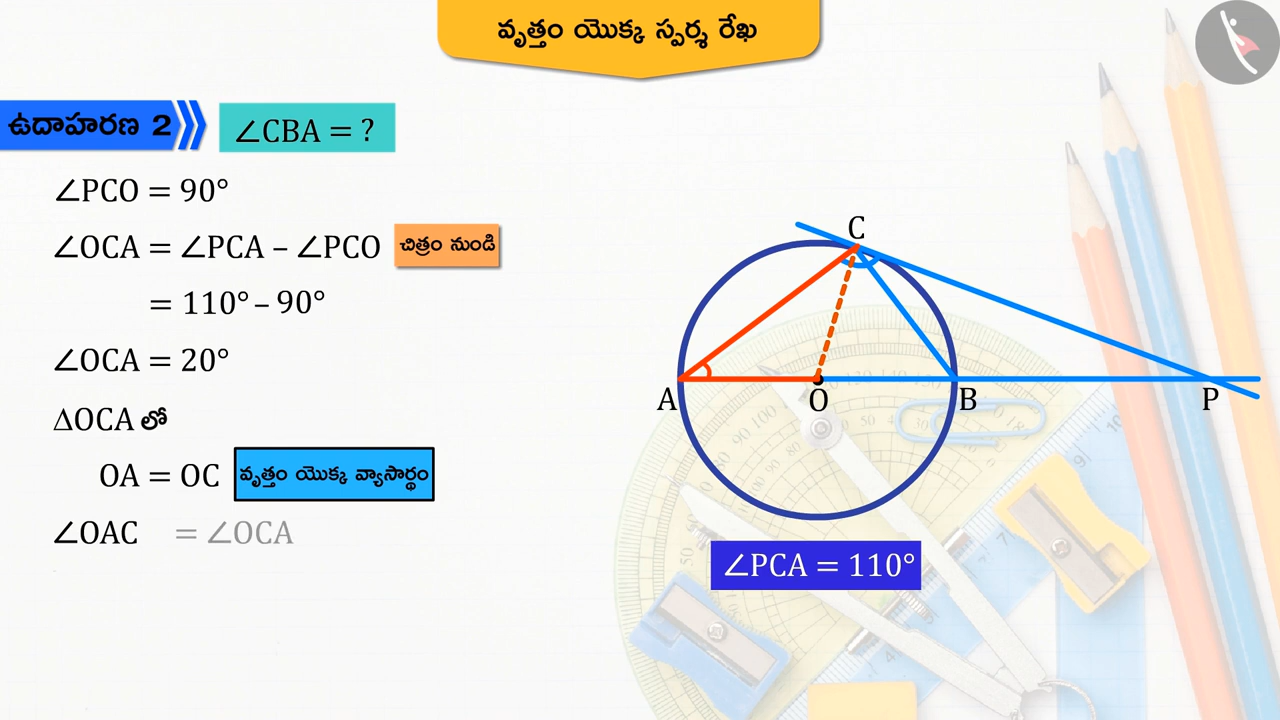 వృత్తం యొక్క స్పర్శ రేఖ
ఉదాహరణ 2
∠CBA = ?
∠PCO = 90°
∠OCA = ∠PCA – ∠PCO చిత్రం నుండి
= 110° – 90°
∠OCA = 20°
∆OCA లో
OA = OC వృత్తం యొక్క వ్యాసార్థం
∠OAC = ∠OCA
C
A
O
B
P
∠PCA = 110°